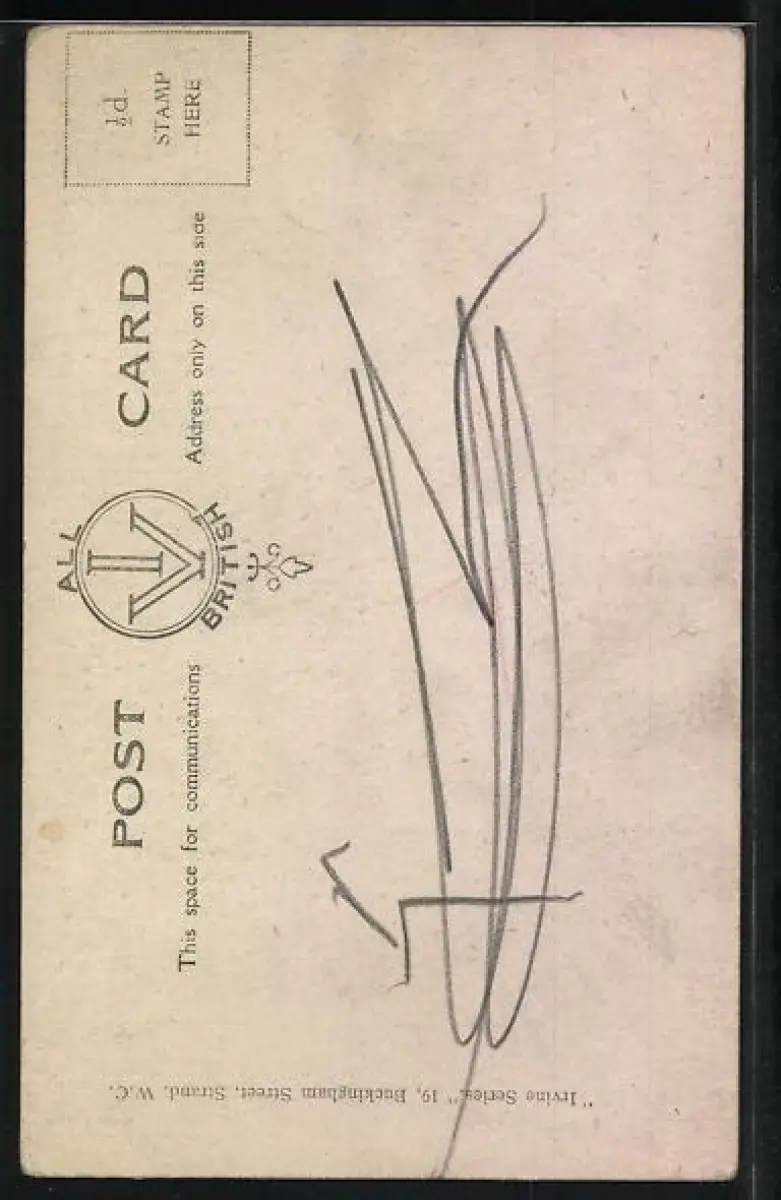 POST CARD
ALL
IV
BRITISH
½d.
STAMP
HERE
This space for communications
Address only on this side
"Irvine Series," 19, Buckingham Street, Strand, W.C.